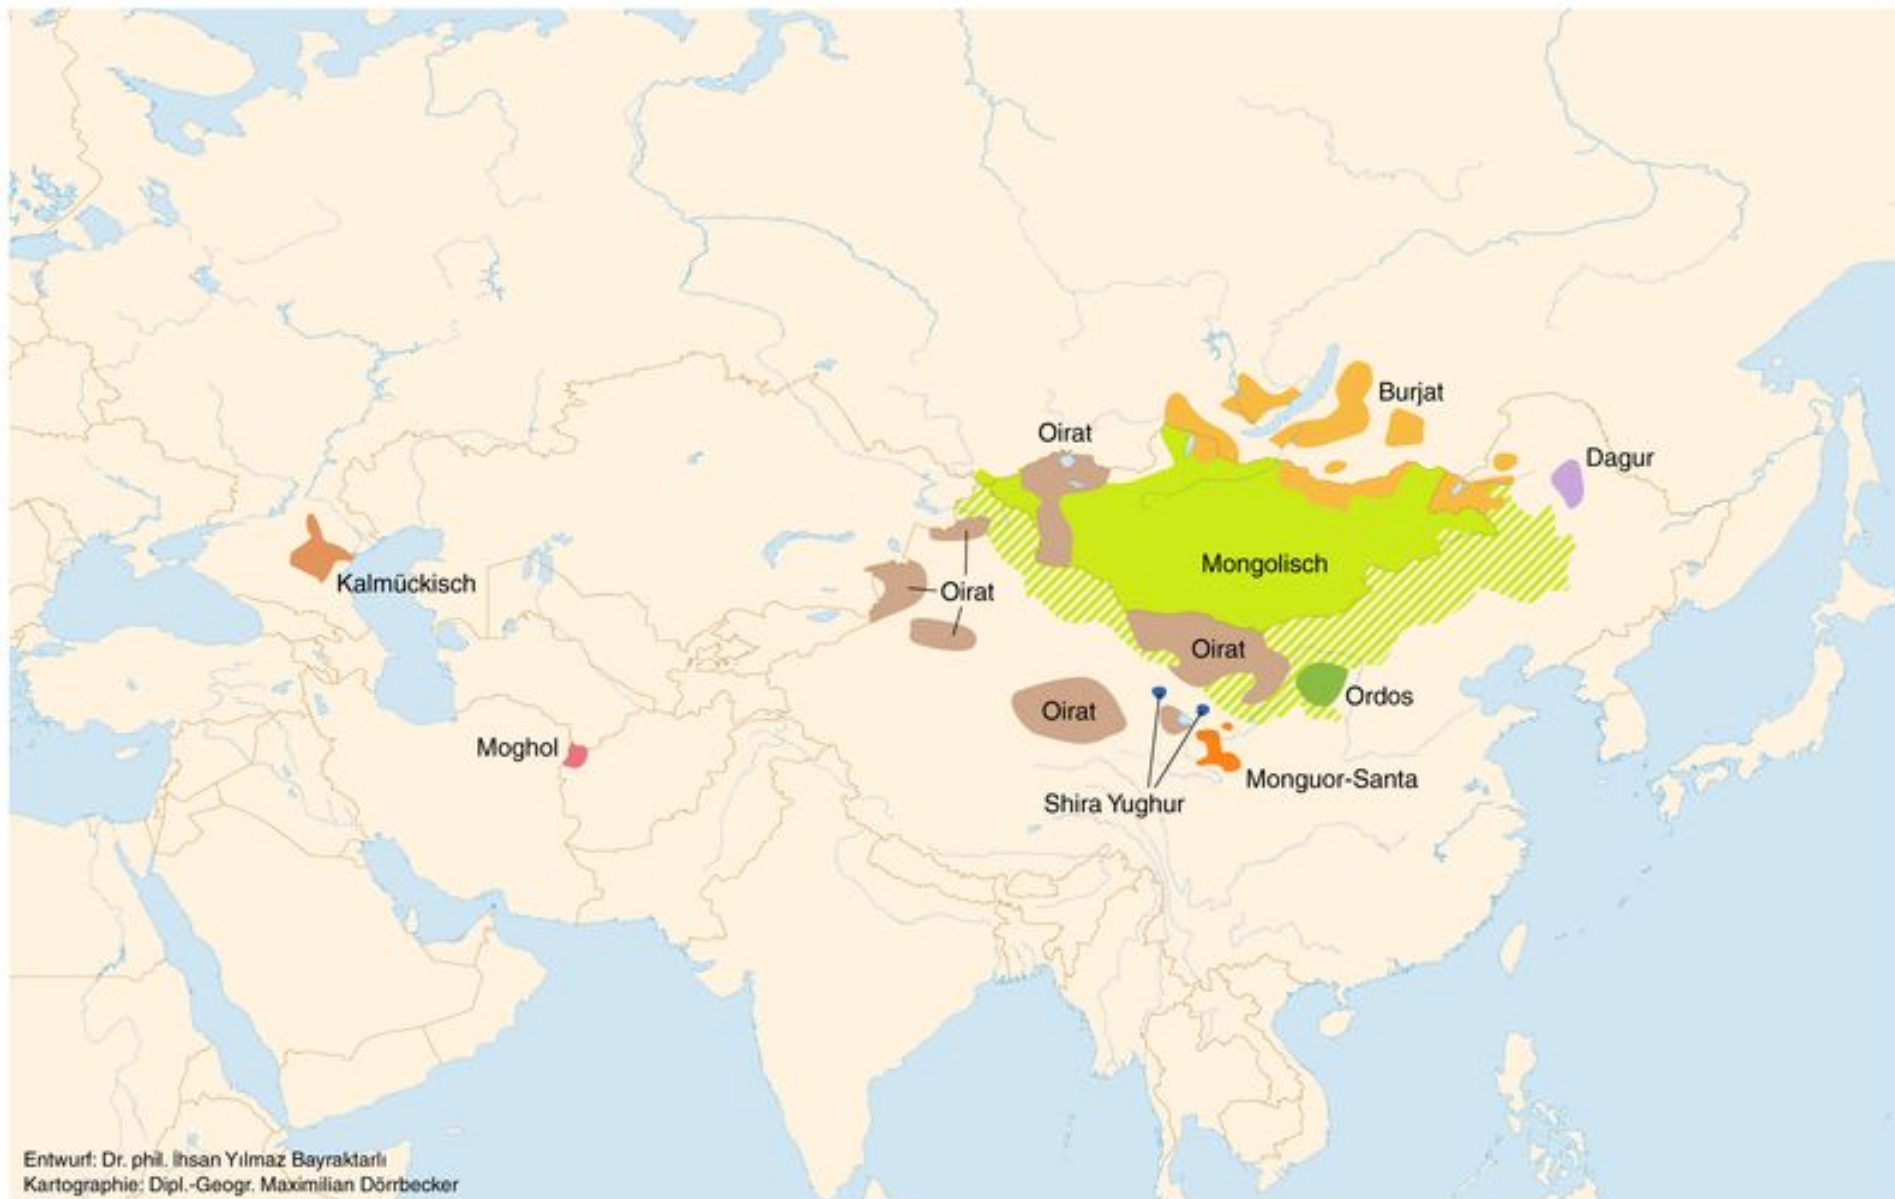 Burjat
Oirat
Dagur
Mongolisch
Kalmückisch
Oirat
Oirat
Ordos
Oirat
Moghol
Monguor-Santa
Shira Yughur
Entwurf: Dr. phil. İhsan Yılmaz Bayraktarlı
Kartographie: Dipl.-Geogr. Maximilian Dörrbecker